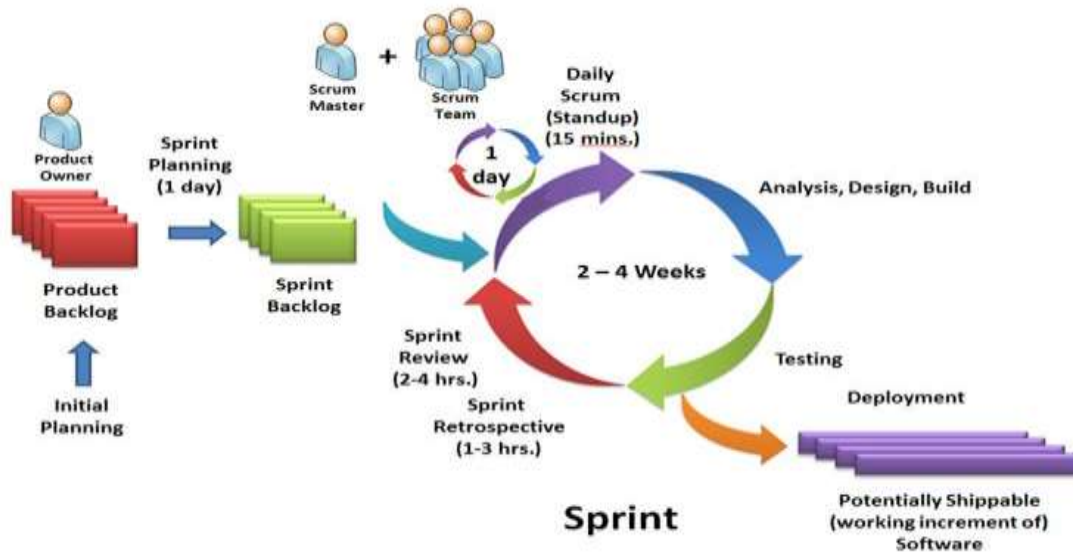 Scrum
Master
+
Scrum
Team
Product
Owner
Sprint
Planning
(1 day)
Product
Backlog
Initial
Planning
Sprint
Backlog
1
day
Daily
Scrum
(Standup)
(15 mins.)
Analysis, Design, Build
2 – 4 Weeks
Testing
Sprint
Review
(2-4 hrs.)
Sprint
Retrospective
(1-3 hrs.)
Deployment
Potentially Shippable
(working increment of)
Software
Sprint